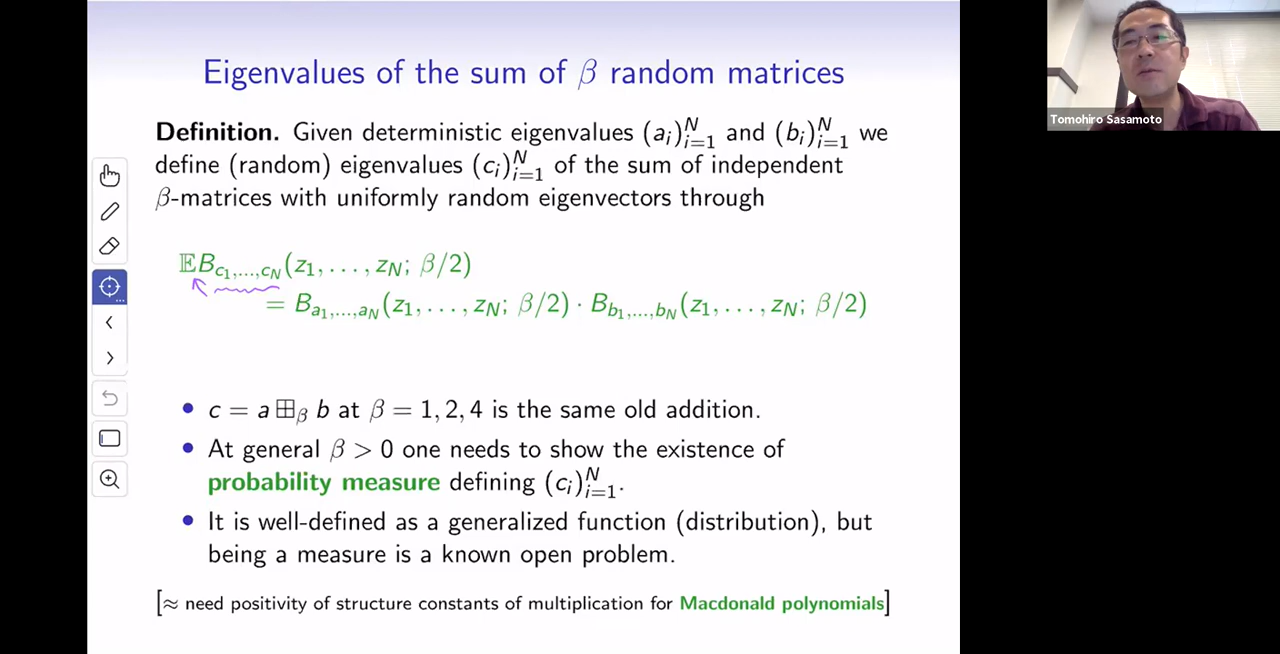 Eigenvalues of the sum of β random matrices
Definition. Given deterministic eigenvalues (a_i)_{i=1}^N and (b_i)_{i=1}^N we
define (random) eigenvalues (c_i)_{i=1}^N of the sum of independent
β-matrices with uniformly random eigenvectors through
𝔼B_{c_1,...,c_N}(z_1, . . . , z_N; β/2)
= B_{a_1,...,a_N}(z_1, . . . , z_N; β/2) · B_{b_1,...,b_N}(z_1, . . . , z_N; β/2)
• c = a ⊞_β b at β = 1, 2, 4 is the same old addition.
• At general β > 0 one needs to show the existence of
probability measure defining (c_i)_{i=1}^N.
• It is well-defined as a generalized function (distribution), but
being a measure is a known open problem.
[≈ need positivity of structure constants of multiplication for Macdonald polynomials]
Tomohiro Sasamoto